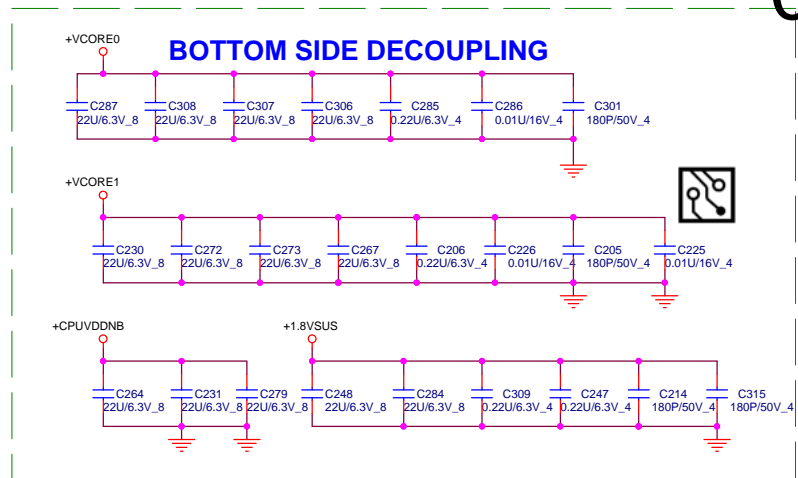 +VCORE0
BOTTOM SIDE DECOUPLING
C287 C308 C307 C306 C285 C286 C301
22U/6.3V_8 22U/6.3V_8 22U/6.3V_8 22U/6.3V_8 0.22U/6.3V_4 0.01U/16V_4 180P/50V_4
+VCORE1
C230 C272 C273 C267 C206 C226 C205 C225
22U/6.3V_8 22U/6.3V_8 22U/6.3V_8 22U/6.3V_8 0.22U/6.3V_4 0.01U/16V_4 180P/50V_4 0.01U/16V_4
+CPUVDDNB +1.8VSUS
C264 C231 C279 C248 C284 C309 C247 C214 C315
22U/6.3V_8 22U/6.3V_8 22U/6.3V_8 22U/6.3V_8 22U/6.3V_8 0.22U/6.3V_4 0.22U/6.3V_4 180P/50V_4 180P/50V_4